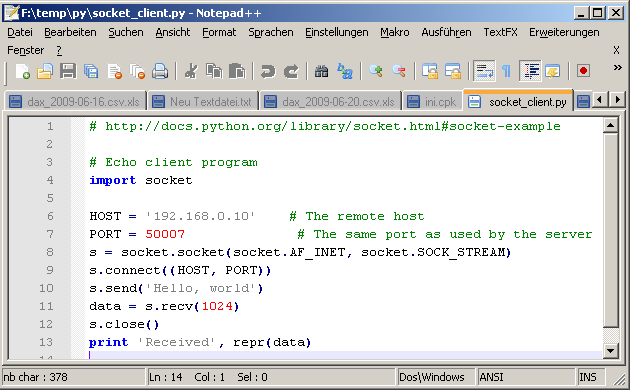 F:\temp\py\socket_client.py - Notepad++
Datei Bearbeiten Suchen Ansicht Format Sprachen Einstellungen Makro Ausführen TextFX Erweiterungen
Fenster ? X
dax_2009-06-16.csv.xls Neu Textdatei.txt dax_2009-06-20.csv.xls ini.cpk socket_client.py
1 # http://docs.python.org/library/socket.html#socket-example
2
3 # Echo client program
4 import socket
5
6 HOST = '192.168.0.10' # The remote host
7 PORT = 50007 # The same port as used by the server
8 s = socket.socket(socket.AF_INET, socket.SOCK_STREAM)
9 s.connect((HOST, PORT))
10 s.send('Hello, world')
11 data = s.recv(1024)
12 s.close()
13 print 'Received', repr(data)
14
nb char : 378 Ln : 14 Col : 1 Sel : 0 Dos\Windows ANSI INS